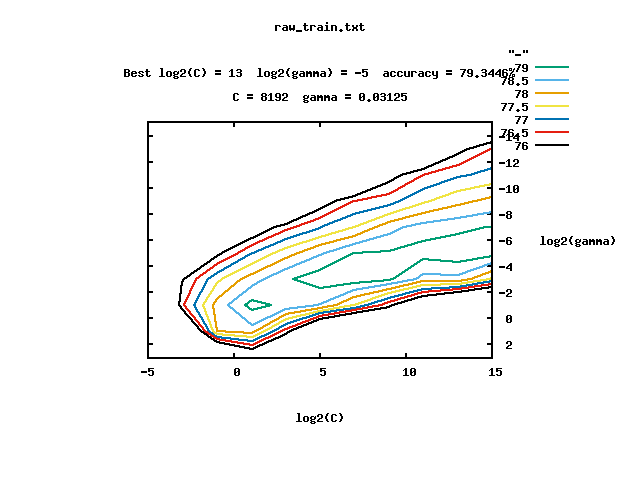 raw_train.txt
"-"
Best log2(C) = 13 log2(gamma) = -5 accuracy = 79.3446%
79
78.5
C = 8192 gamma = 0.03125
78
77.5
77
76.5
76
-14
-12
-10
-8
-6
log2(gamma)
-4
-2
0
2
-5 0 5 10 15
log2(C)